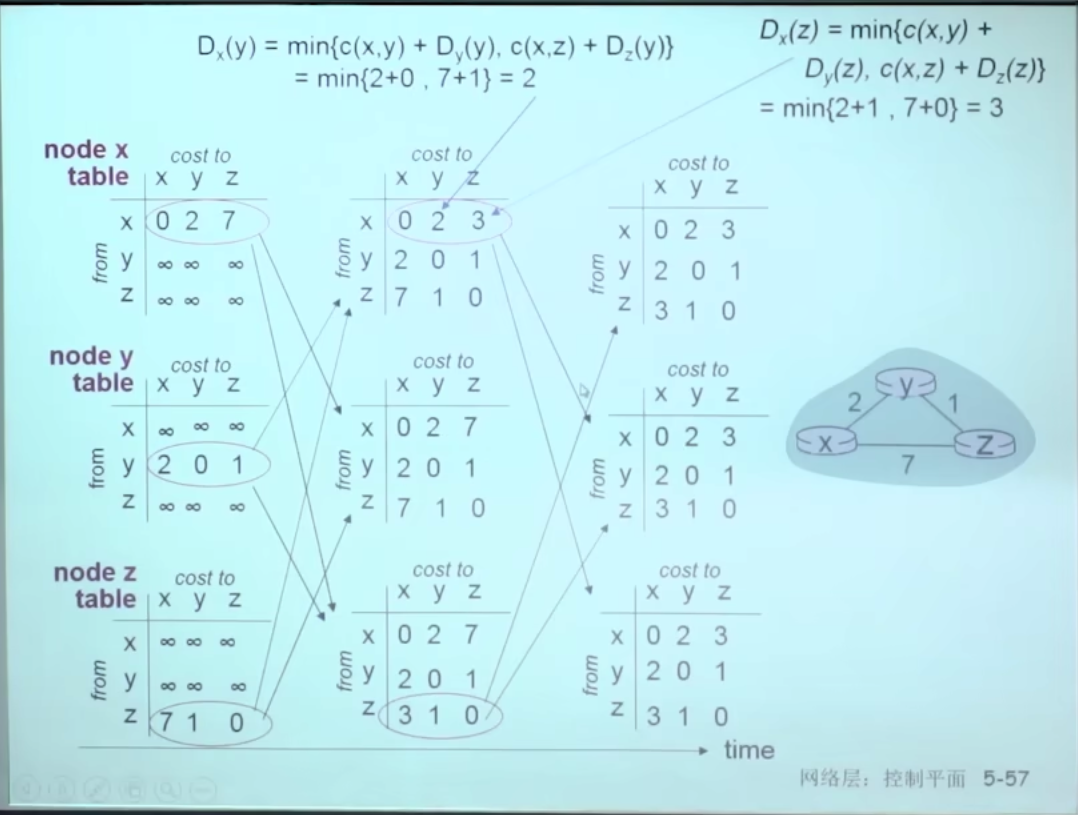 Dx(y) = min{c(x,y) + Dy(y), c(x,z) + Dz(y)}
= min{2+0 , 7+1} = 2
Dx(z) = min{c(x,y) +
Dy(z), c(x,z) + Dz(z)}
= min{2+1 , 7+0} = 3
node x
table
cost to
x y z
from
x 0 2 7
y ∞ ∞ ∞
z ∞ ∞ ∞
cost to
x y z
from
x 0 2 3
y 2 0 1
z 7 1 0
cost to
x y z
from
x 0 2 3
y 2 0 1
z 3 1 0
node y
table
cost to
x y z
from
x ∞ ∞ ∞
y 2 0 1
z ∞ ∞ ∞
cost to
x y z
from
x 0 2 7
y 2 0 1
z 7 1 0
cost to
x y z
from
x 0 2 3
y 2 0 1
z 3 1 0
y
2 1
x z
7
node z
table
cost to
x y z
from
x ∞ ∞ ∞
y ∞ ∞ ∞
z 7 1 0
cost to
x y z
from
x 0 2 7
y 2 0 1
z 3 1 0
cost to
x y z
from
x 0 2 3
y 2 0 1
z 3 1 0
time
网络层：控制平面 5-57